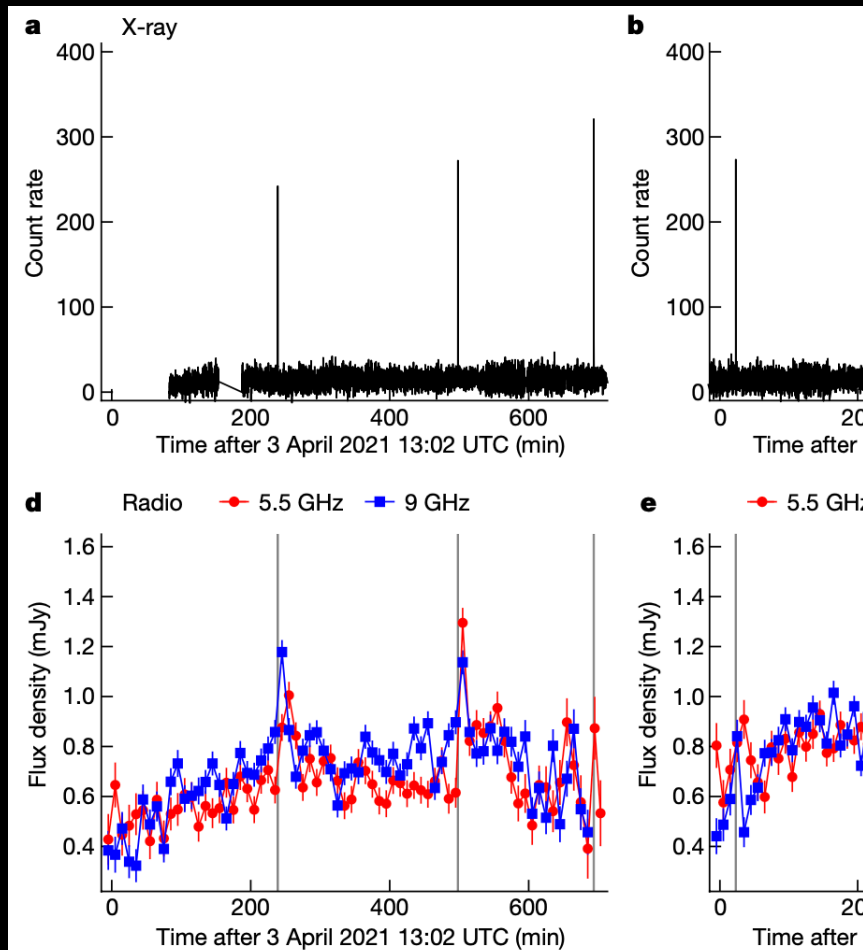 a X-ray
400
300
200
100
0
Count rate
0 200 400 600
Time after 3 April 2021 13:02 UTC (min)
b
400
300
200
100
0
Count rate
0
Time after
d Radio 5.5 GHz 9 GHz
1.6
1.4
1.2
1.0
0.8
0.6
0.4
Flux density (mJy)
0 200 400 600
Time after 3 April 2021 13:02 UTC (min)
e 5.5
1.6
1.4
1.2
1.0
0.8
0.6
0.4
Flux density (mJy)
0
Time after